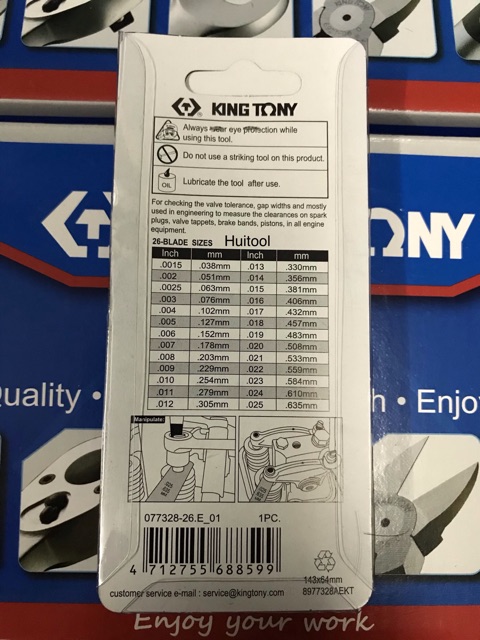 KING TONY
Always wear eye protection while
using this tool.
Do not use a striking tool on this product.
OIL
Lubricate the tool after use.
For checking the valve tolerance, gap widths and mostly
used in engineering to measure the clearances on spark
plugs, valve tappets, brake bands, pistons, in all engine
equipment.
26-BLADE SIZES Huitool
Inch mm Inch mm
.0015 .038mm .013 .330mm
.002 .051mm .014 .356mm
.0025 .063mm .015 .381mm
.003 .076mm .016 .406mm
.004 .102mm .017 .432mm
.005 .127mm .018 .457mm
.006 .152mm .019 .483mm
.007 .178mm .020 .508mm
.008 .203mm .021 .533mm
.009 .229mm .022 .559mm
.010 .254mm .023 .584mm
.011 .279mm .024 .610mm
.012 .305mm .025 .635mm
Manipulate:
077328-26.E_01 1PC.
4 712755 688599
143x64mm
customer service e-mail : service@kingtony.com 8977328AEKT
NY
uality •
h • Enjo
Enjoy your work